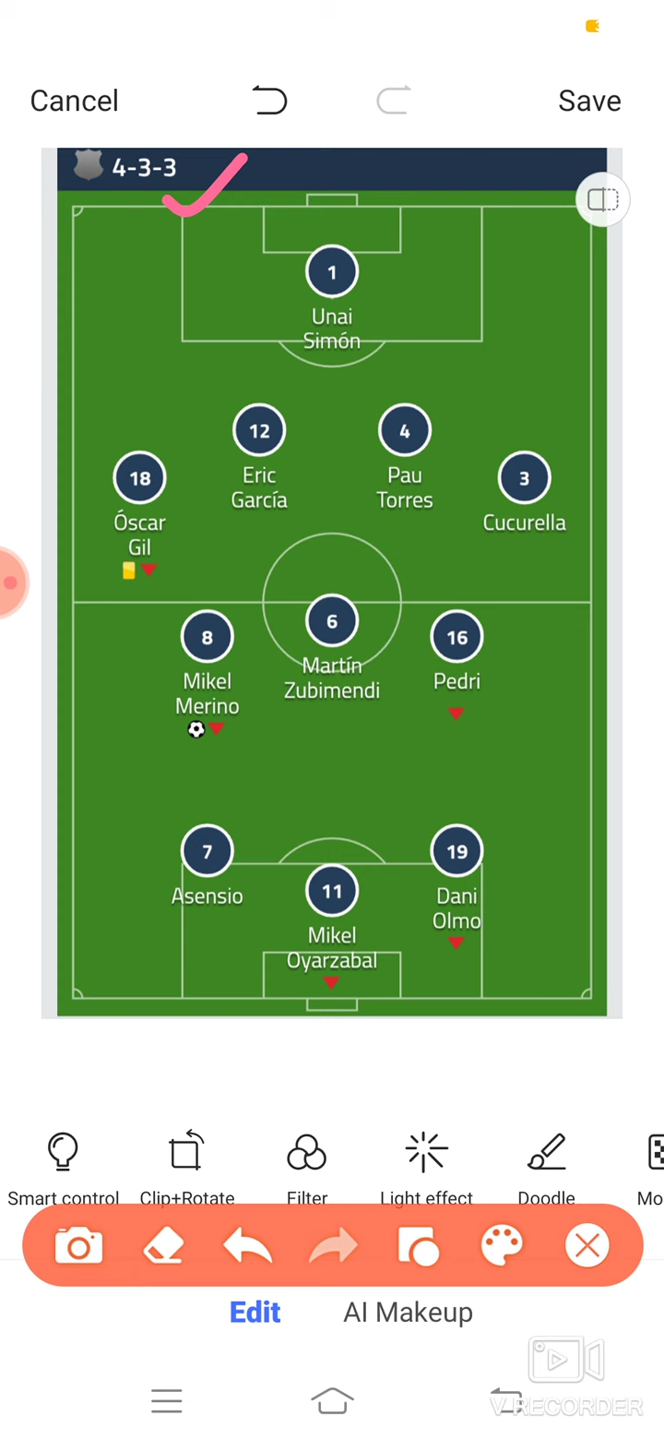 Cancel
Save
4-3-3
1
Unai
Simón
12
4
Eric
García
Pau
Torres
18
3
Óscar
Gil
Cucurella
8
6
16
Mikel
Merino
Martín
Zubimendi
Pedri
7
11
19
Asensio
Mikel
Oyarzabal
Dani
Olmo
Smart control
Clip+Rotate
Filter
Light effect
Doodle
Mo
Edit
AI Makeup
V RECORDER